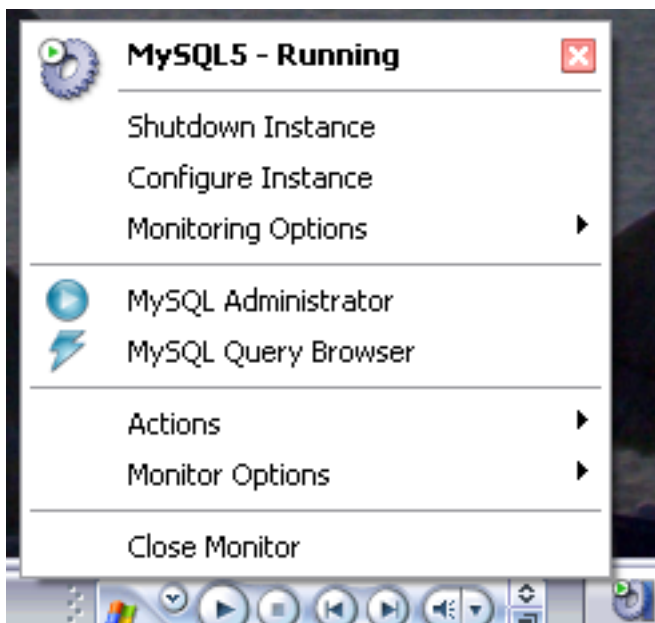 MySQL5 - Running
Shutdown Instance
Configure Instance
Monitoring Options
MySQL Administrator
MySQL Query Browser
Actions
Monitor Options
Close Monitor